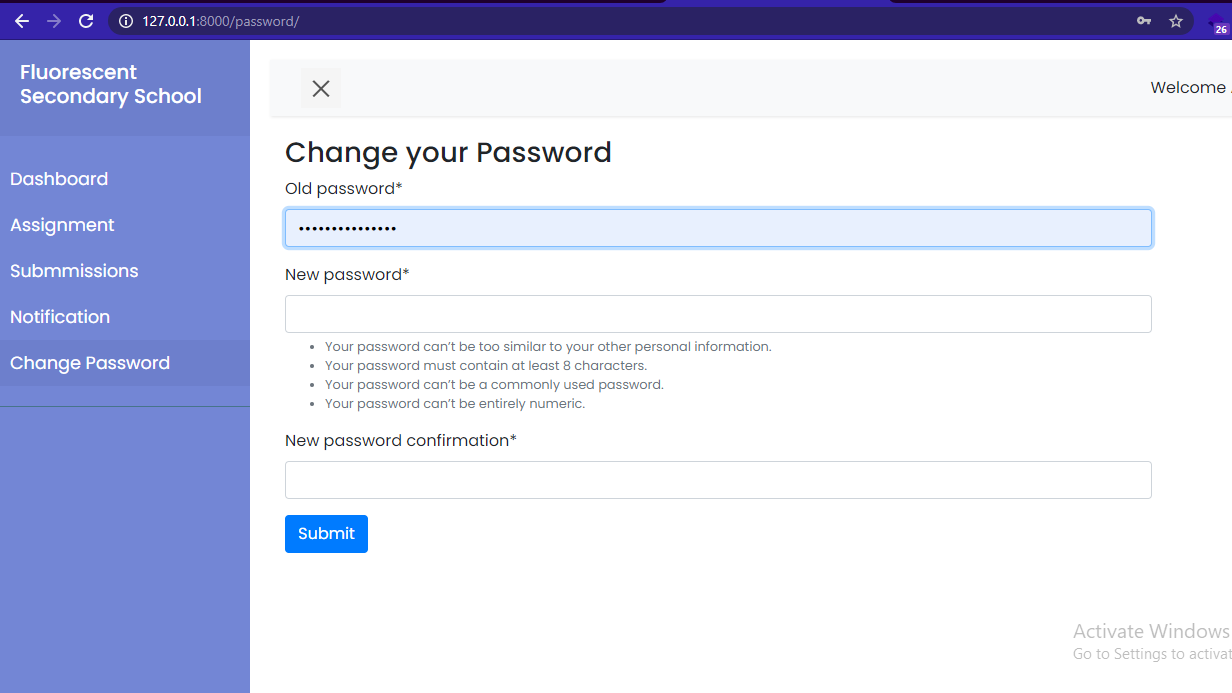 127.0.0.1:8000/password/
26
Fluorescent
Secondary School
Welcome
Dashboard
Assignment
Submmissions
Notification
Change Password
Change your Password
Old password*
•••••••••••••••
New password*
• Your password can’t be too similar to your other personal information.
• Your password must contain at least 8 characters.
• Your password can’t be a commonly used password.
• Your password can’t be entirely numeric.
New password confirmation*
Submit
Activate Windows
Go to Settings to activat